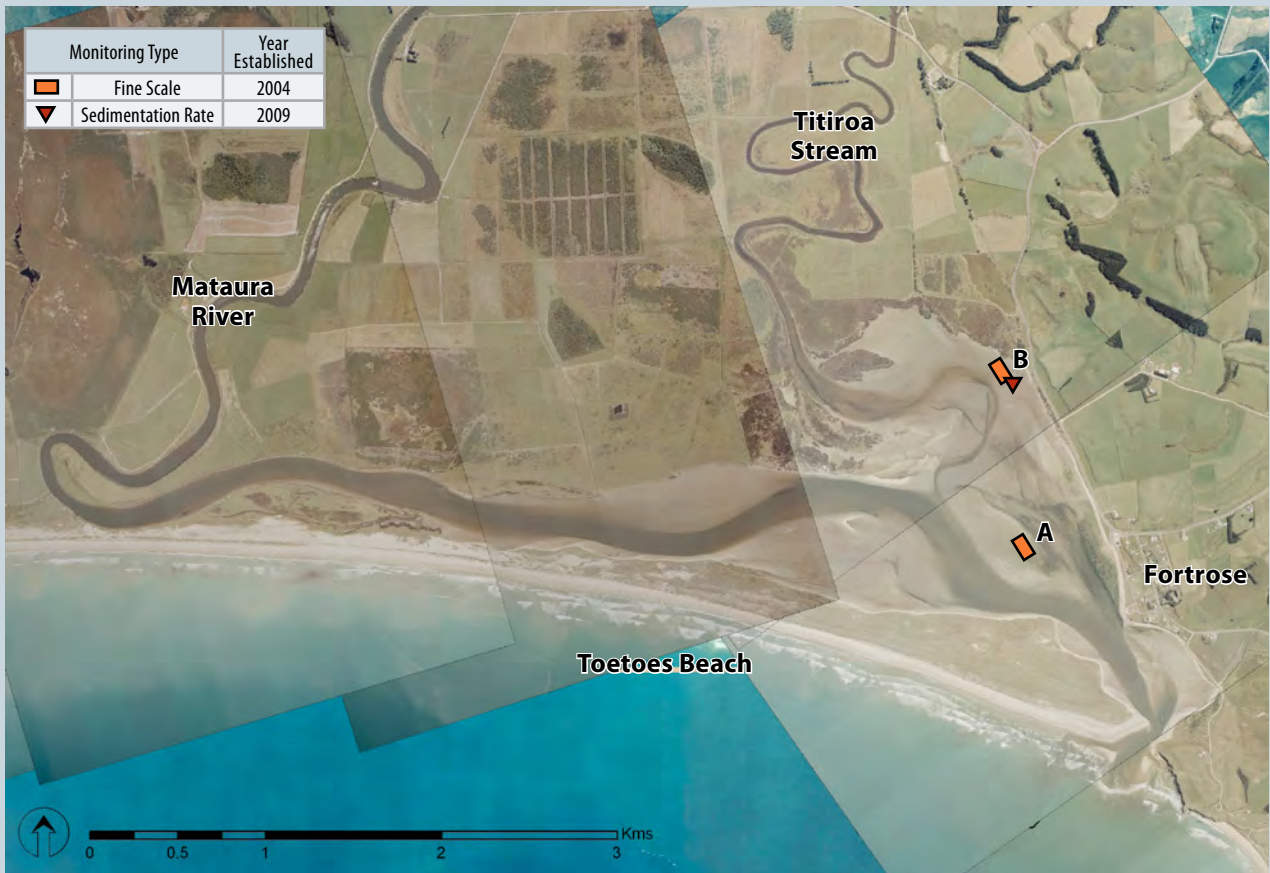 Monitoring Type
Year
Established
Fine Scale
2004
Sedimentation Rate
2009
Titiroa
Stream
Mataura
River
B
A
Fortrose
Toetoes Beach
Kms
0
0.5
1
2
3